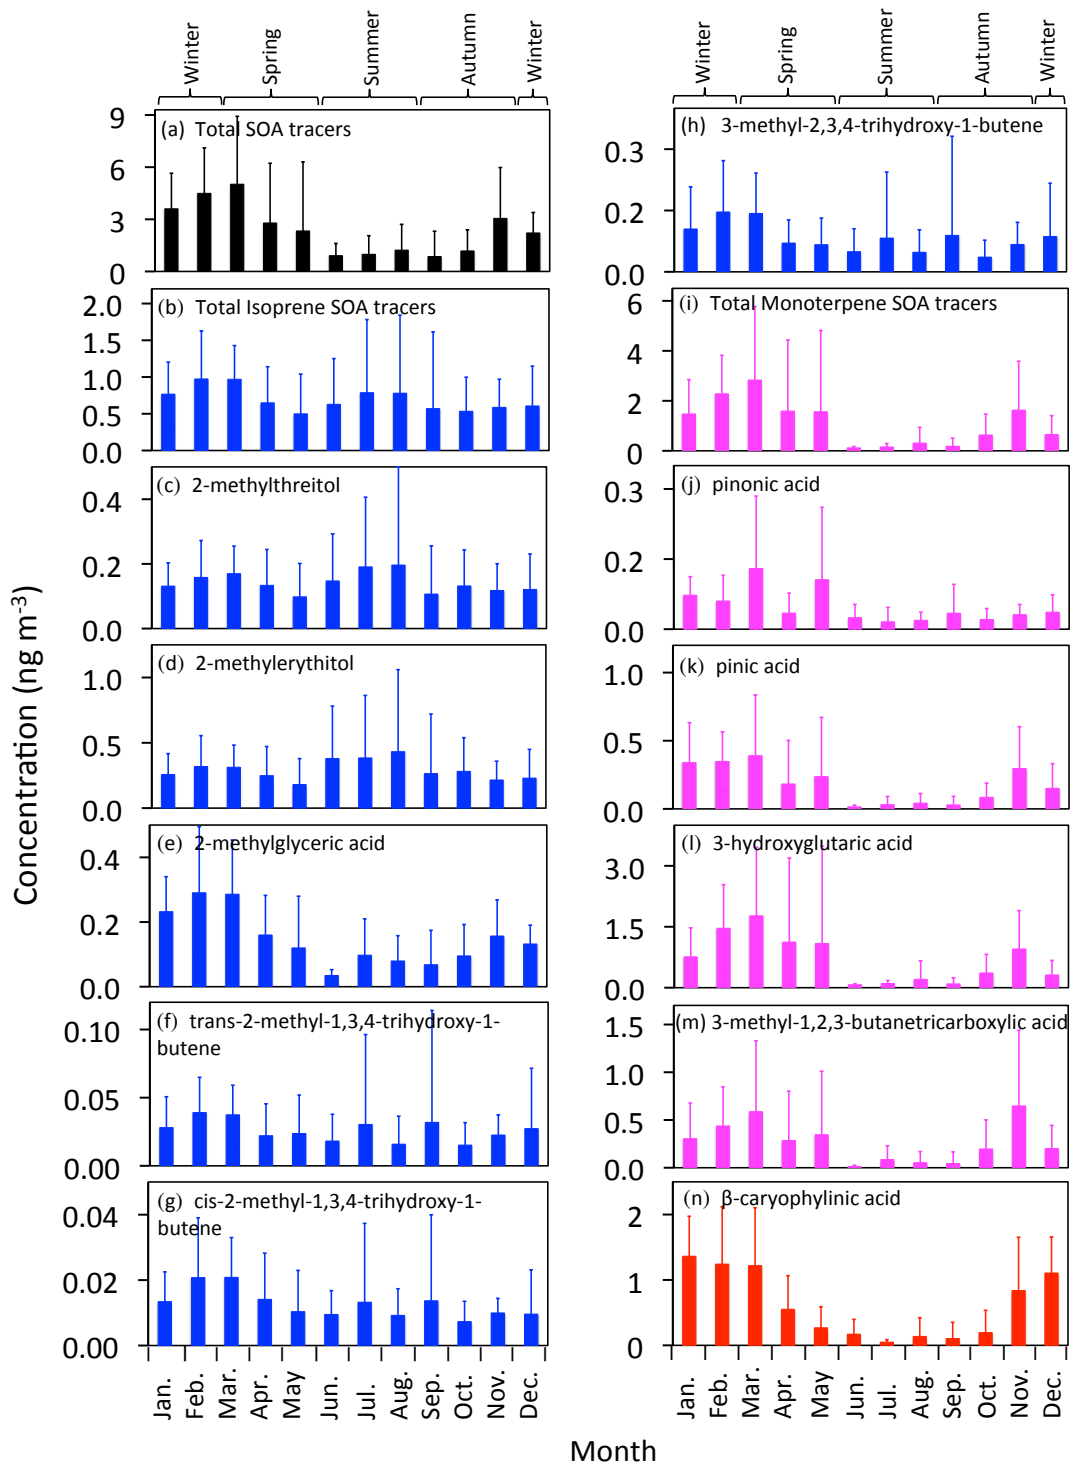 Winter
Spring
Summer
Autumn
Winter
Winter
Spring
Summer
Autumn
Winter
(a) Total SOA tracers
9
6
3
0
(b) Total Isoprene SOA tracers
2.0
1.5
1.0
0.5
0.0
(c) 2-methylthreitol
0.4
0.2
0.0
(d) 2-methylerythitol
1.0
0.5
0.0
(e) 2-methylglyceric acid
0.4
0.2
0.0
(f) trans-2-methyl-1,3,4-trihydroxy-1-
butene
0.10
0.05
0.00
(g) cis-2-methyl-1,3,4-trihydroxy-1-
butene
0.04
0.02
0.00
Jan.
Feb.
Mar.
Apr.
May
Jun.
Jul.
Aug.
Sep.
Oct.
Nov.
Dec.
(h) 3-methyl-2,3,4-trihydroxy-1-butene
0.3
0.2
0.0
(i) Total Monoterpene SOA tracers
6
4
2
0
(j) pinonic acid
0.3
0.2
0.0
(k) pinic acid
1.0
0.5
0.0
(l) 3-hydroxyglutaric acid
3.0
1.5
0.0
(m) 3-methyl-1,2,3-butanetricarboxylic acid
1.5
1.0
0.5
0.0
(n) β-caryophylinic acid
2
1
0
Jan.
Feb.
Mar.
Apr.
May
Jun.
Jul.
Aug.
Sep.
Oct.
Nov.
Dec.
Concentration (ng m⁻³)
Month